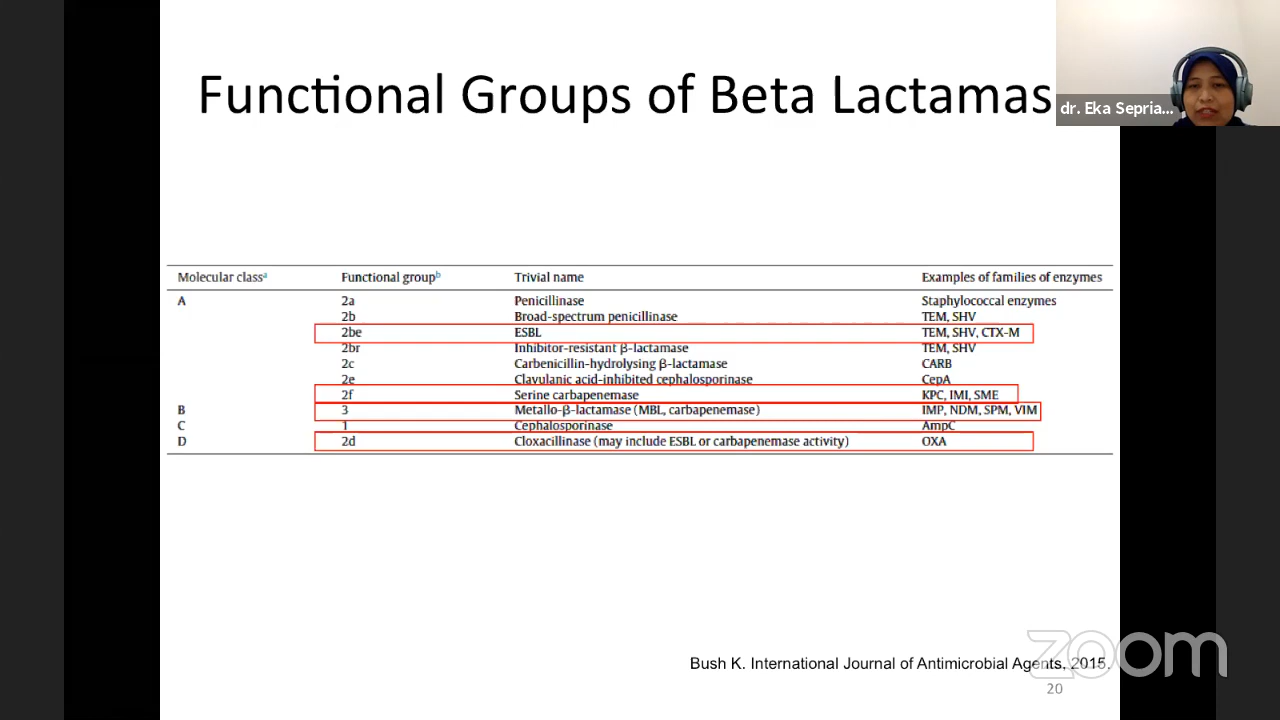 Functional Groups of Beta Lactamas
dr. Eka Sepria...
Molecular classᵃ Functional groupᵇ Trivial name Examples of families of enzymes
A 2a Penicillinase Staphylococcal enzymes
2b Broad-spectrum penicillinase TEM, SHV
2be ESBL TEM, SHV, CTX-M
2br Inhibitor-resistant β-lactamase TEM, SHV
2c Carbenicillin-hydrolysing β-lactamase CARB
2e Clavulanic acid-inhibited cephalosporinase CepA
2f Serine carbapenemase KPC, IMI, SME
B 3 Metallo-β-lactamase (MBL, carbapenemase) IMP, NDM, SPM, VIM
C 1 Cephalosporinase AmpC
D 2d Cloxacillinase (may include ESBL or carbapenemase activity) OXA
Bush K. International Journal of Antimicrobial Agents, 2015.
zoom
20